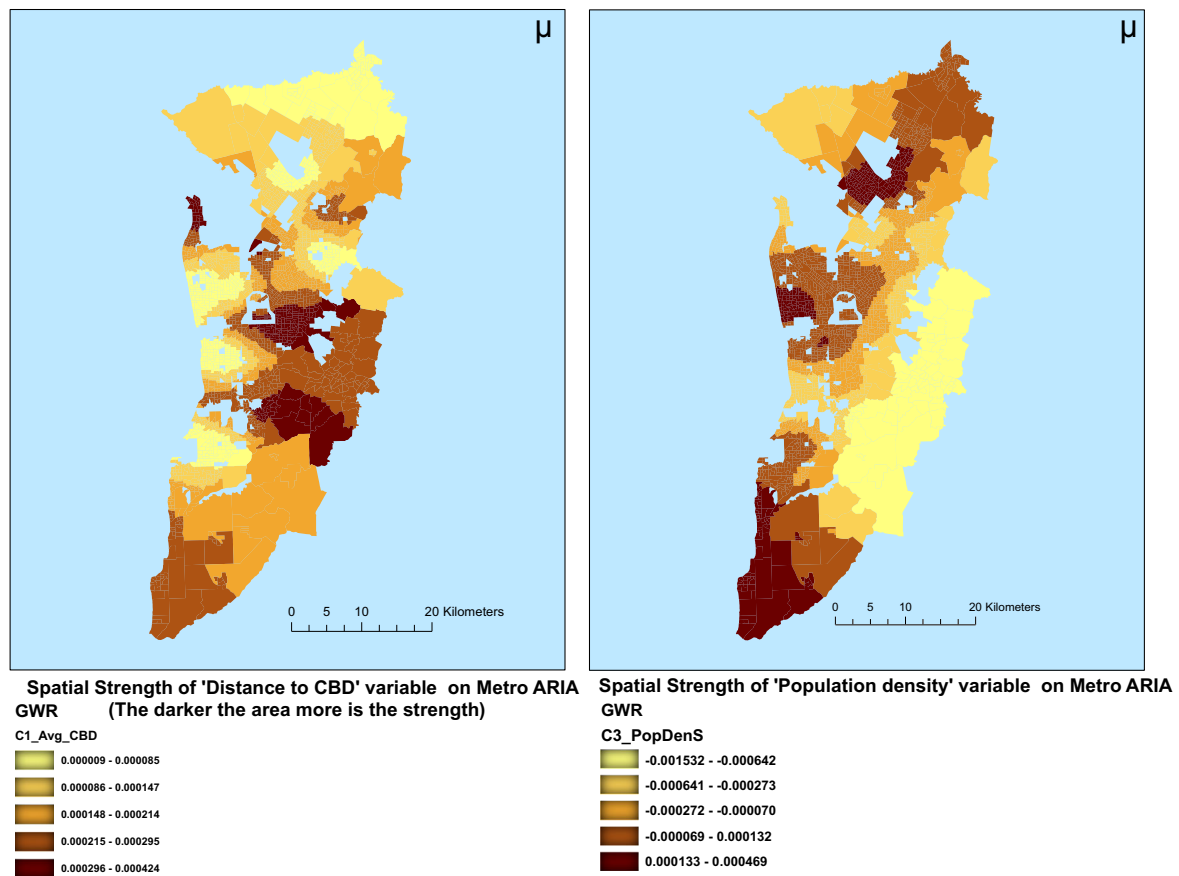 µ
0 5 10 20 Kilometers
Spatial Strength of 'Distance to CBD' variable on Metro ARIA
GWR (The darker the area more is the strength)
C1_Avg_CBD
0.000009 - 0.000085
0.000086 - 0.000147
0.000148 - 0.000214
0.000215 - 0.000295
0.000296 - 0.000424
µ
0 5 10 20 Kilometers
Spatial Strength of 'Population density' variable on Metro ARIA
GWR
C3_PopDenS
-0.001532 - -0.000642
-0.000641 - -0.000273
-0.000272 - -0.000070
-0.000069 - 0.000132
0.000133 - 0.000469